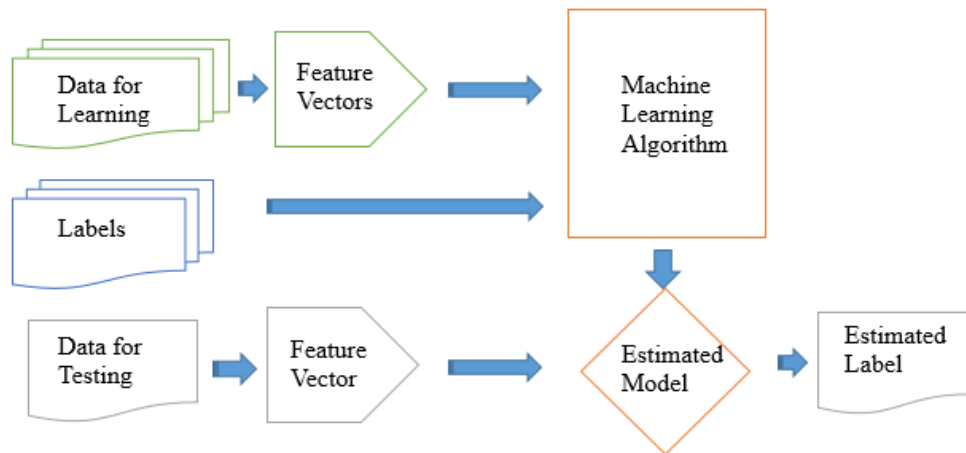 Data for
Learning
Feature
Vectors
Machine
Learning
Algorithm
Labels
Data for
Testing
Feature
Vector
Estimated
Model
Estimated
Label